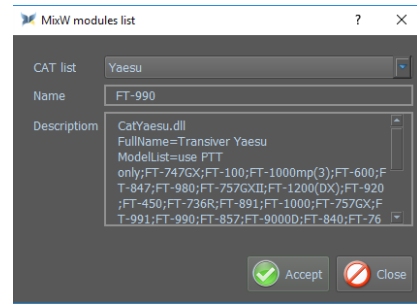 MixW modules list
?
CAT list
Yaesu
Name
FT-990
Descriptiom
CatYaesu.dll
FullName=Transiver Yaesu
ModelList=use PTT
only;FT-747GX;FT-100;FT-1000mp(3);FT-600;F
T-847;FT-980;FT-757GXII;FT-1200(DX);FT-920
;FT-450;FT-736R;FT-891;FT-1000;FT-757GX;F
T-991;FT-990;FT-857;FT-9000D;FT-840;FT-76
Accept
Close